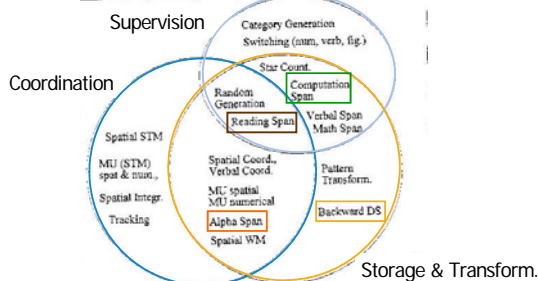 Supervision
Category Generation
Switching (num, verb, fig.)
Coordination
Star Count.
Random
Generation
Computation
Span
Reading Span
Verbal Span
Math Span
Spatial STM
MU (STM)
spat & num.,
Spatial Integr.
Tracking
Spatial Coord.,
Verbal Coord.
MU spatial
MU numerical
Alpha Span
Spatial WM
Pattern
Transform.
Backward DS
Storage & Transform.